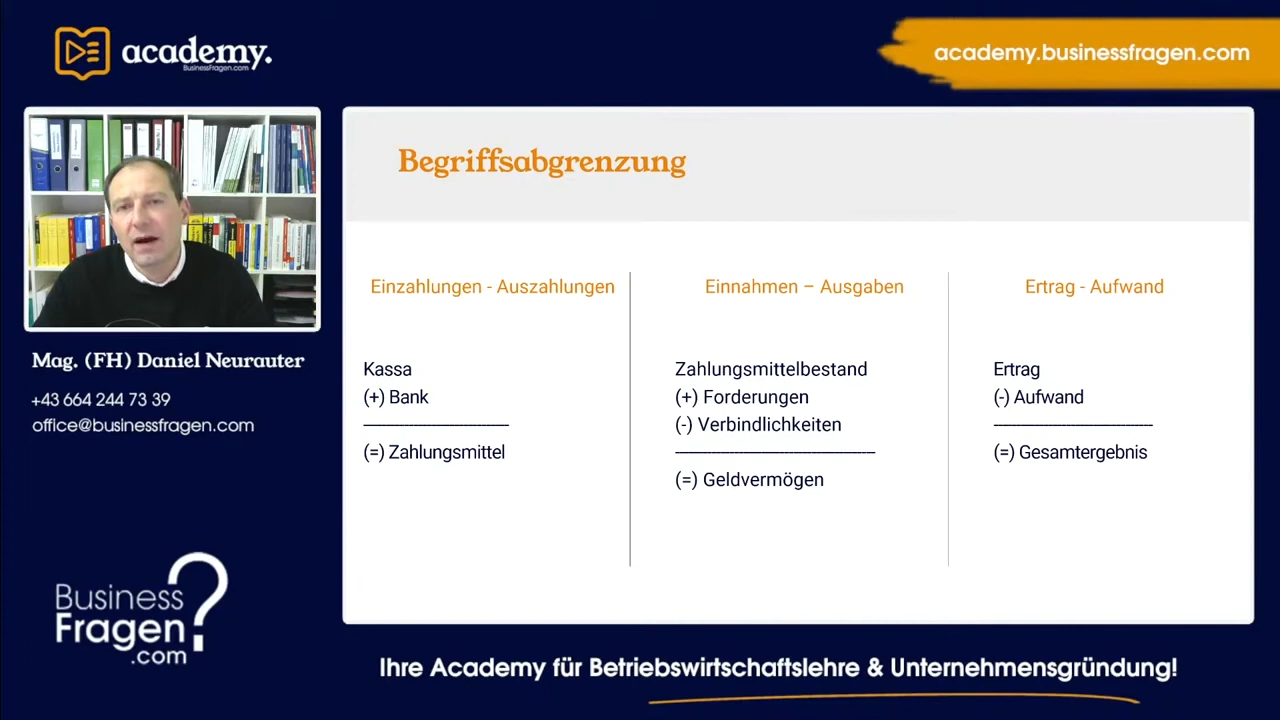 academy.
BusinessFragen.com
academy.businessfragen.com
Begriffsabgrenzung
Einzahlungen - Auszahlungen
Kassa
(+) Bank
(=) Zahlungsmittel
Einnahmen – Ausgaben
Zahlungsmittelbestand
(+) Forderungen
(-) Verbindlichkeiten
(=) Geldvermögen
Ertrag - Aufwand
Ertrag
(-) Aufwand
(=) Gesamtergebnis
Mag. (FH) Daniel Neurauter
+43 664 244 73 39
office@businessfragen.com
Business
Fragen
.com
?
Ihre Academy für Betriebswirtschaftslehre & Unternehmensgründung!